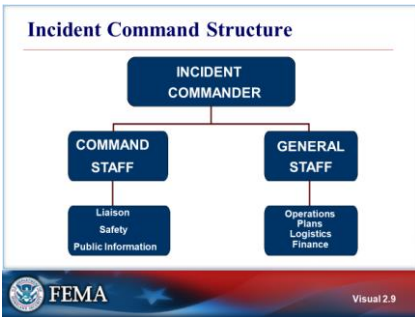 Incident Command Structure
INCIDENT
COMMANDER
COMMAND
STAFF
GENERAL
STAFF
Liaison
Safety
Public Information
Operations
Plans
Logistics
Finance
FEMA
Visual 2.9